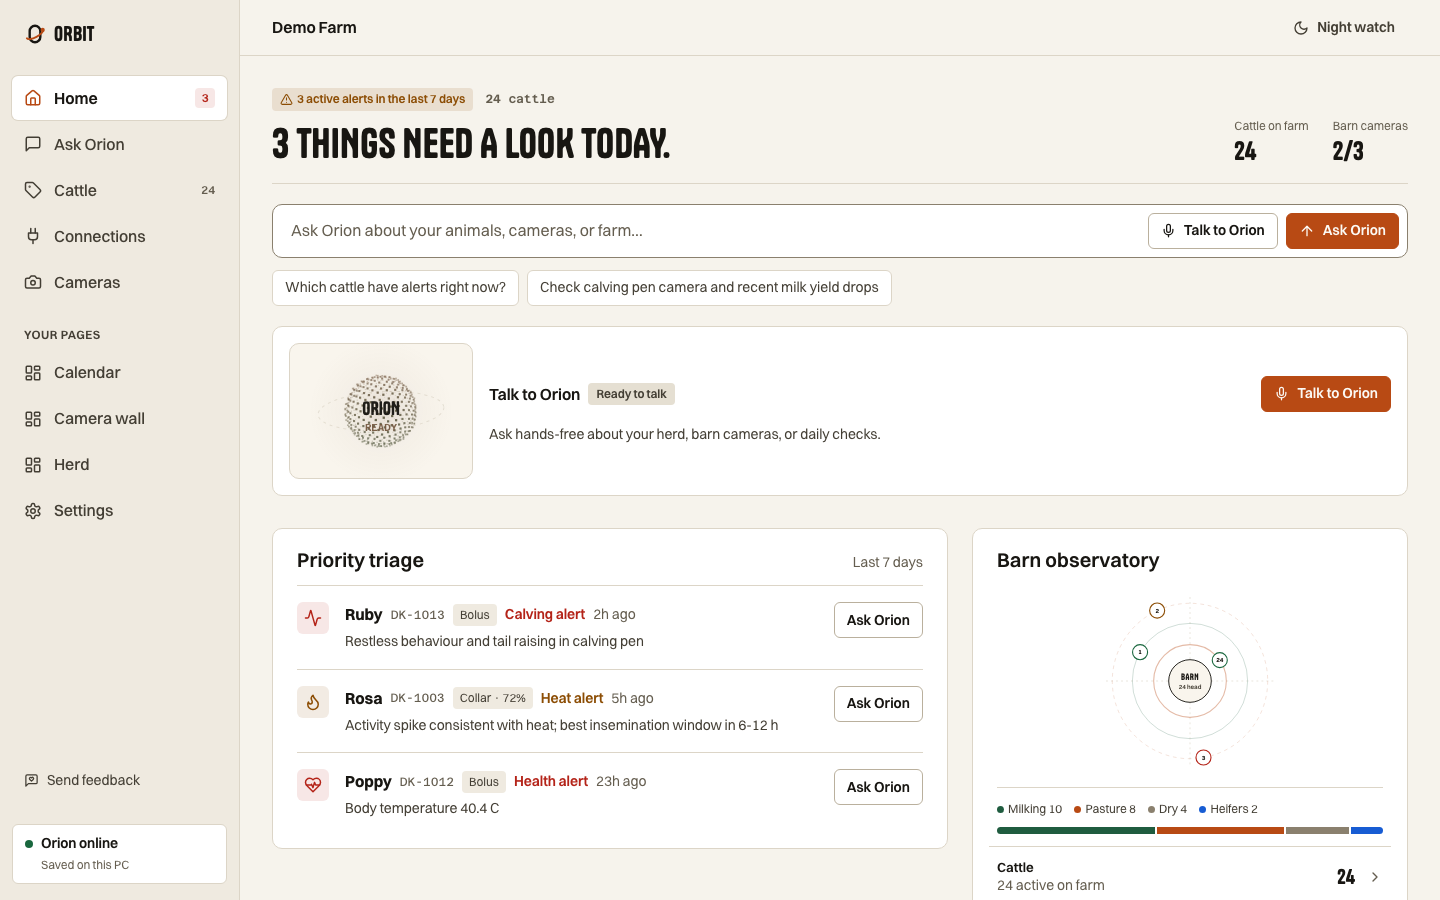 ORBIT
Demo Farm
Night watch
Home 3
Ask Orion
Cattle 24
Connections
Cameras
YOUR PAGES
Calendar
Camera wall
Herd
Settings
Send feedback
Orion online
Saved on this PC
3 active alerts in the last 7 days 24 cattle
3 THINGS NEED A LOOK TODAY.
Cattle on farm
24
Barn cameras
2/3
Ask Orion about your animals, cameras, or farm...
Talk to Orion
Ask Orion
Which cattle have alerts right now?
Check calving pen camera and recent milk yield drops
ORION
READY
Talk to Orion Ready to talk
Ask hands-free about your herd, barn cameras, or daily checks.
Talk to Orion
Priority triage Last 7 days
Ruby DK-1013 Bolus Calving alert 2h ago
Restless behaviour and tail raising in calving pen
Ask Orion
Rosa DK-1003 Collar · 72% Heat alert 5h ago
Activity spike consistent with heat; best insemination window in 6-12 h
Ask Orion
Poppy DK-1012 Bolus Health alert 23h ago
Body temperature 40.4 C
Ask Orion
Barn observatory
2
1
24
BARN
24 head
3
Milking 10 Pasture 8 Dry 4 Heifers 2
Cattle
24 active on farm
24